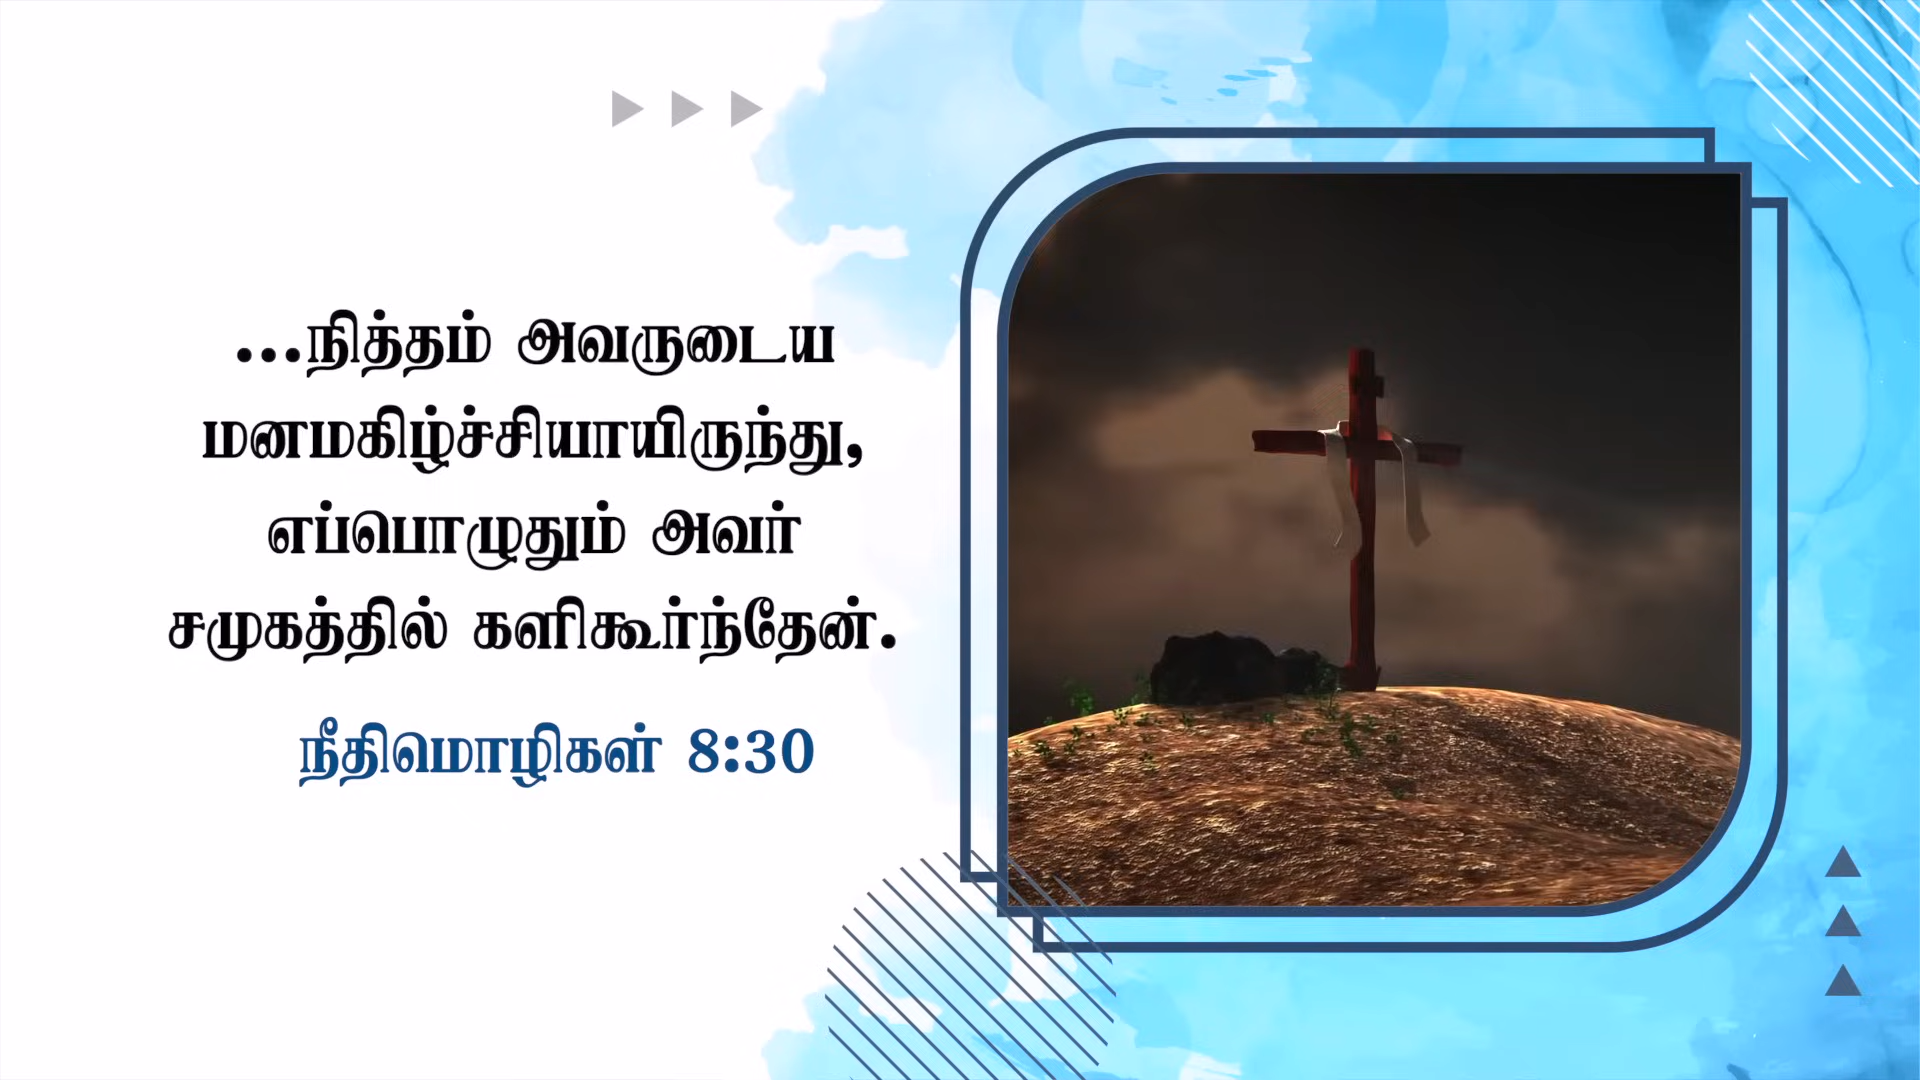 ...நித்தம் அவருடைய
மனமகிழ்ச்சியாயிருந்து,
எப்பொழுதும் அவர்
சமுகத்தில் களிகூர்ந்தேன்.
நீதிமொழிகள் 8:30